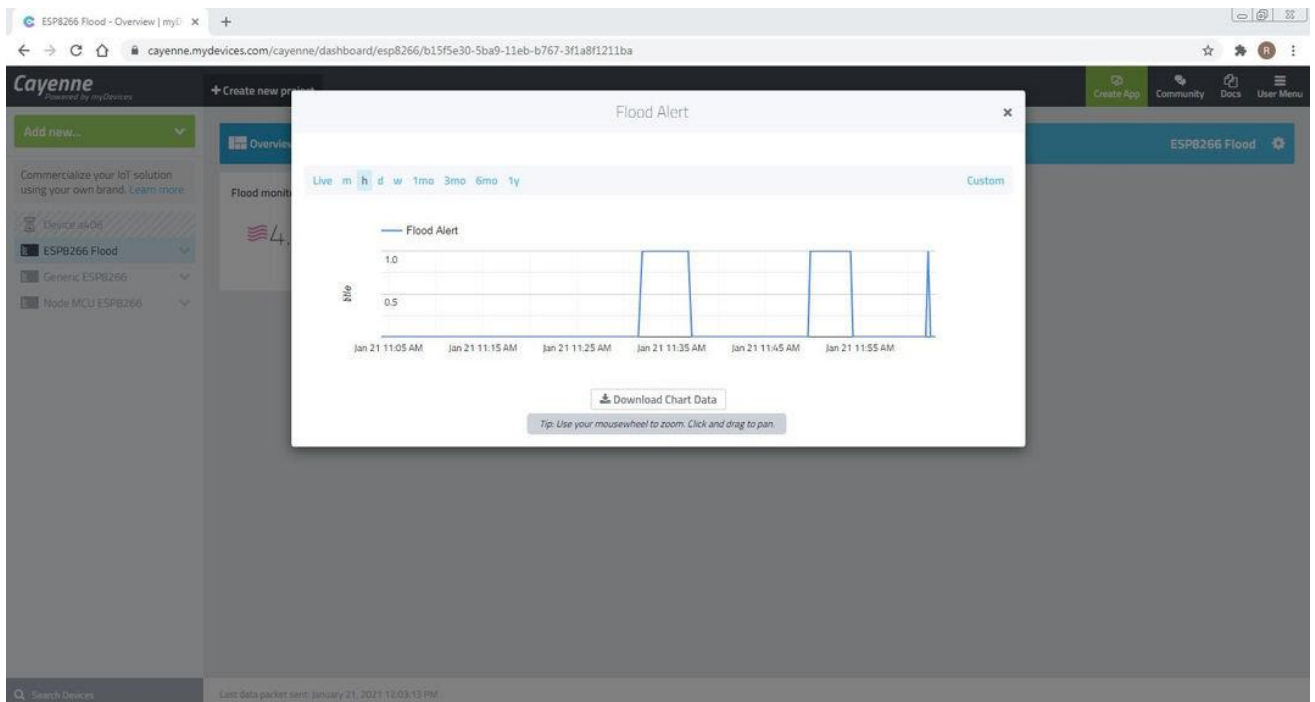 ESP8266 Flood - Overview | myD
cayenne.mydevices.com/cayenne/dashboard/esp8266/b15f5e30-5ba9-11eb-b767-3f1a8f1211ba
R
Cayenne
Powered by myDevices
+ Create new project
Create App
Community
Docs
User Menu
Add new...
Overview
ESP8266 Flood
Commercialize your IoT solution
using your own brand. Learn more
Device a406
ESP8266 Flood
Generic ESP8266
Node MCU ESP8266
Flood monit
4.
Flood Alert
×
Live m h d w 1mo 3mo 6mo 1y
Custom
Flood Alert
1.0
0.5
title
Jan 21 11:05 AM Jan 21 11:15 AM Jan 21 11:25 AM Jan 21 11:35 AM Jan 21 11:45 AM Jan 21 11:55 AM
Download Chart Data
Tip: Use your mousewheel to zoom. Click and drag to pan.
Search Devices
Last data packet sent: January 21, 2021 12:03:13 PM